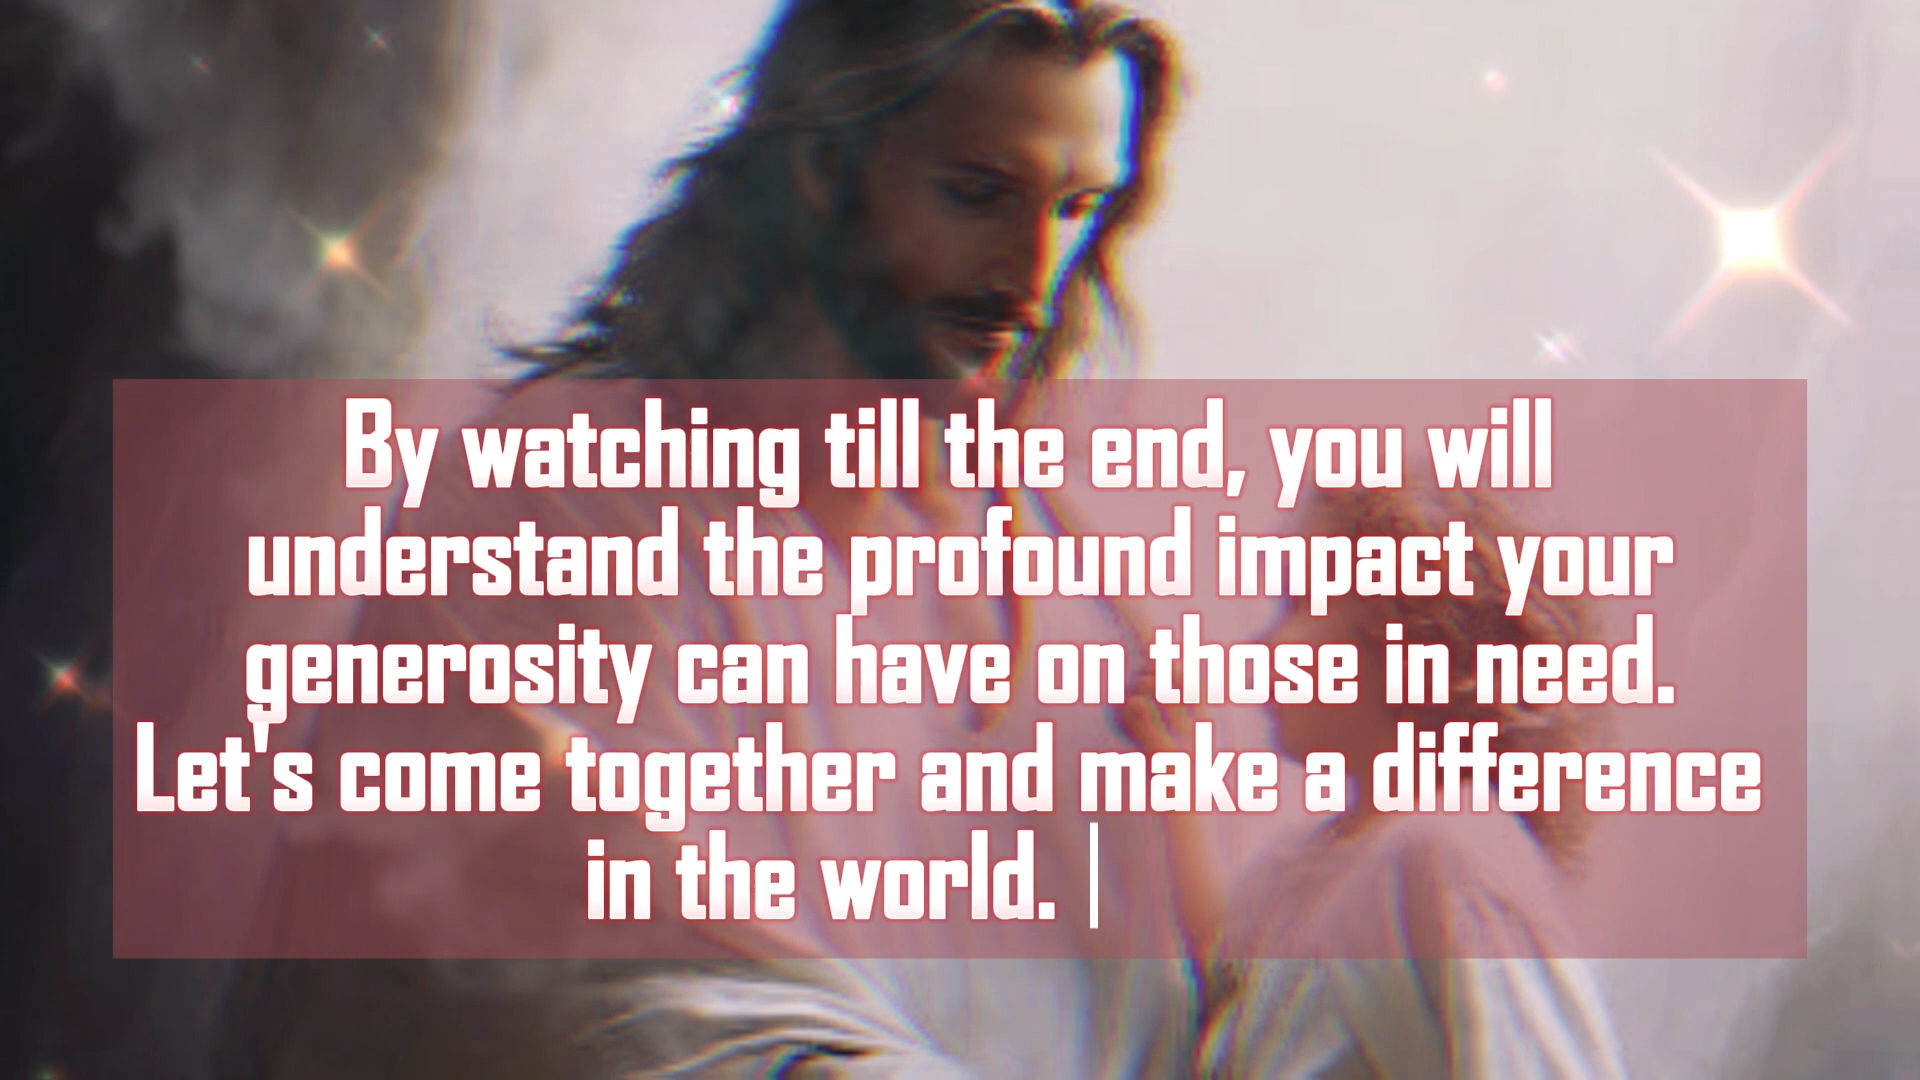 By watching till the end, you will
understand the profound impact your
generosity can have on those in need.
Let's come together and make a difference
in the world.